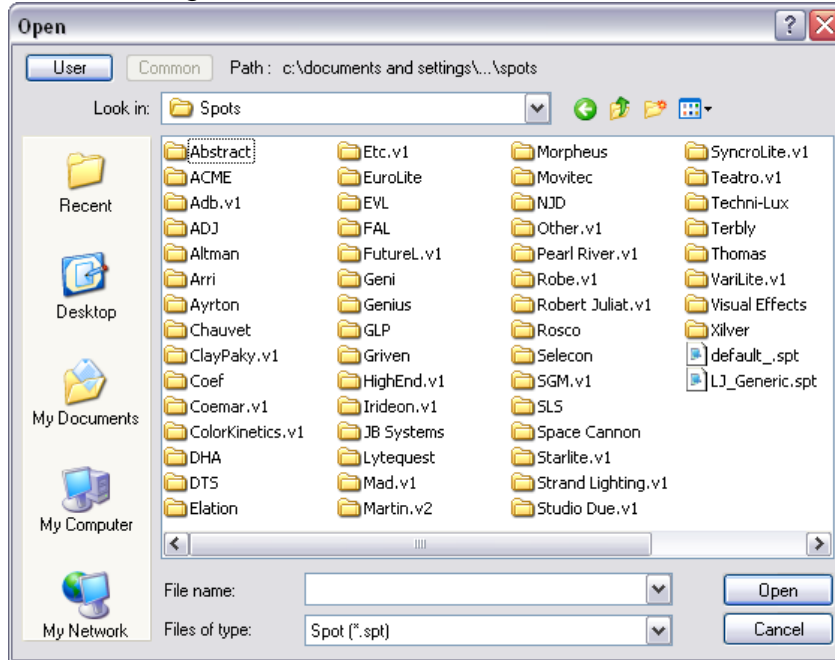 Open
User Common Path : c:\documents and settings\...\spots
Look in: Spots
Recent
Desktop
My Documents
My Computer
My Network
Abstract
ACME
Adb.v1
ADJ
Altman
Arri
Ayrton
Chauvet
ClayPaky.v1
Coef
Coemar.v1
ColorKinetics.v1
DHA
DTS
Elation
Etc.v1
EuroLite
EVL
FAL
FutureL.v1
Geni
Genius
GLP
Griven
HighEnd.v1
Irideon.v1
JB Systems
Lytequest
Mad.v1
Martin.v2
Morpheus
Movitec
NJD
Other.v1
Pearl River.v1
Robe.v1
Robert Juliat.v1
Rosco
Selecon
SGM.v1
SLS
Space Cannon
Starlite.v1
Strand Lighting.v1
Studio Due.v1
SyncroLite.v1
Teatro.v1
Techni-Lux
Terbly
Thomas
VariLite.v1
Visual Effects
Xilver
default_.spt
LJ_Generic.spt
File name: Open
Files of type: Spot (*.spt) Cancel